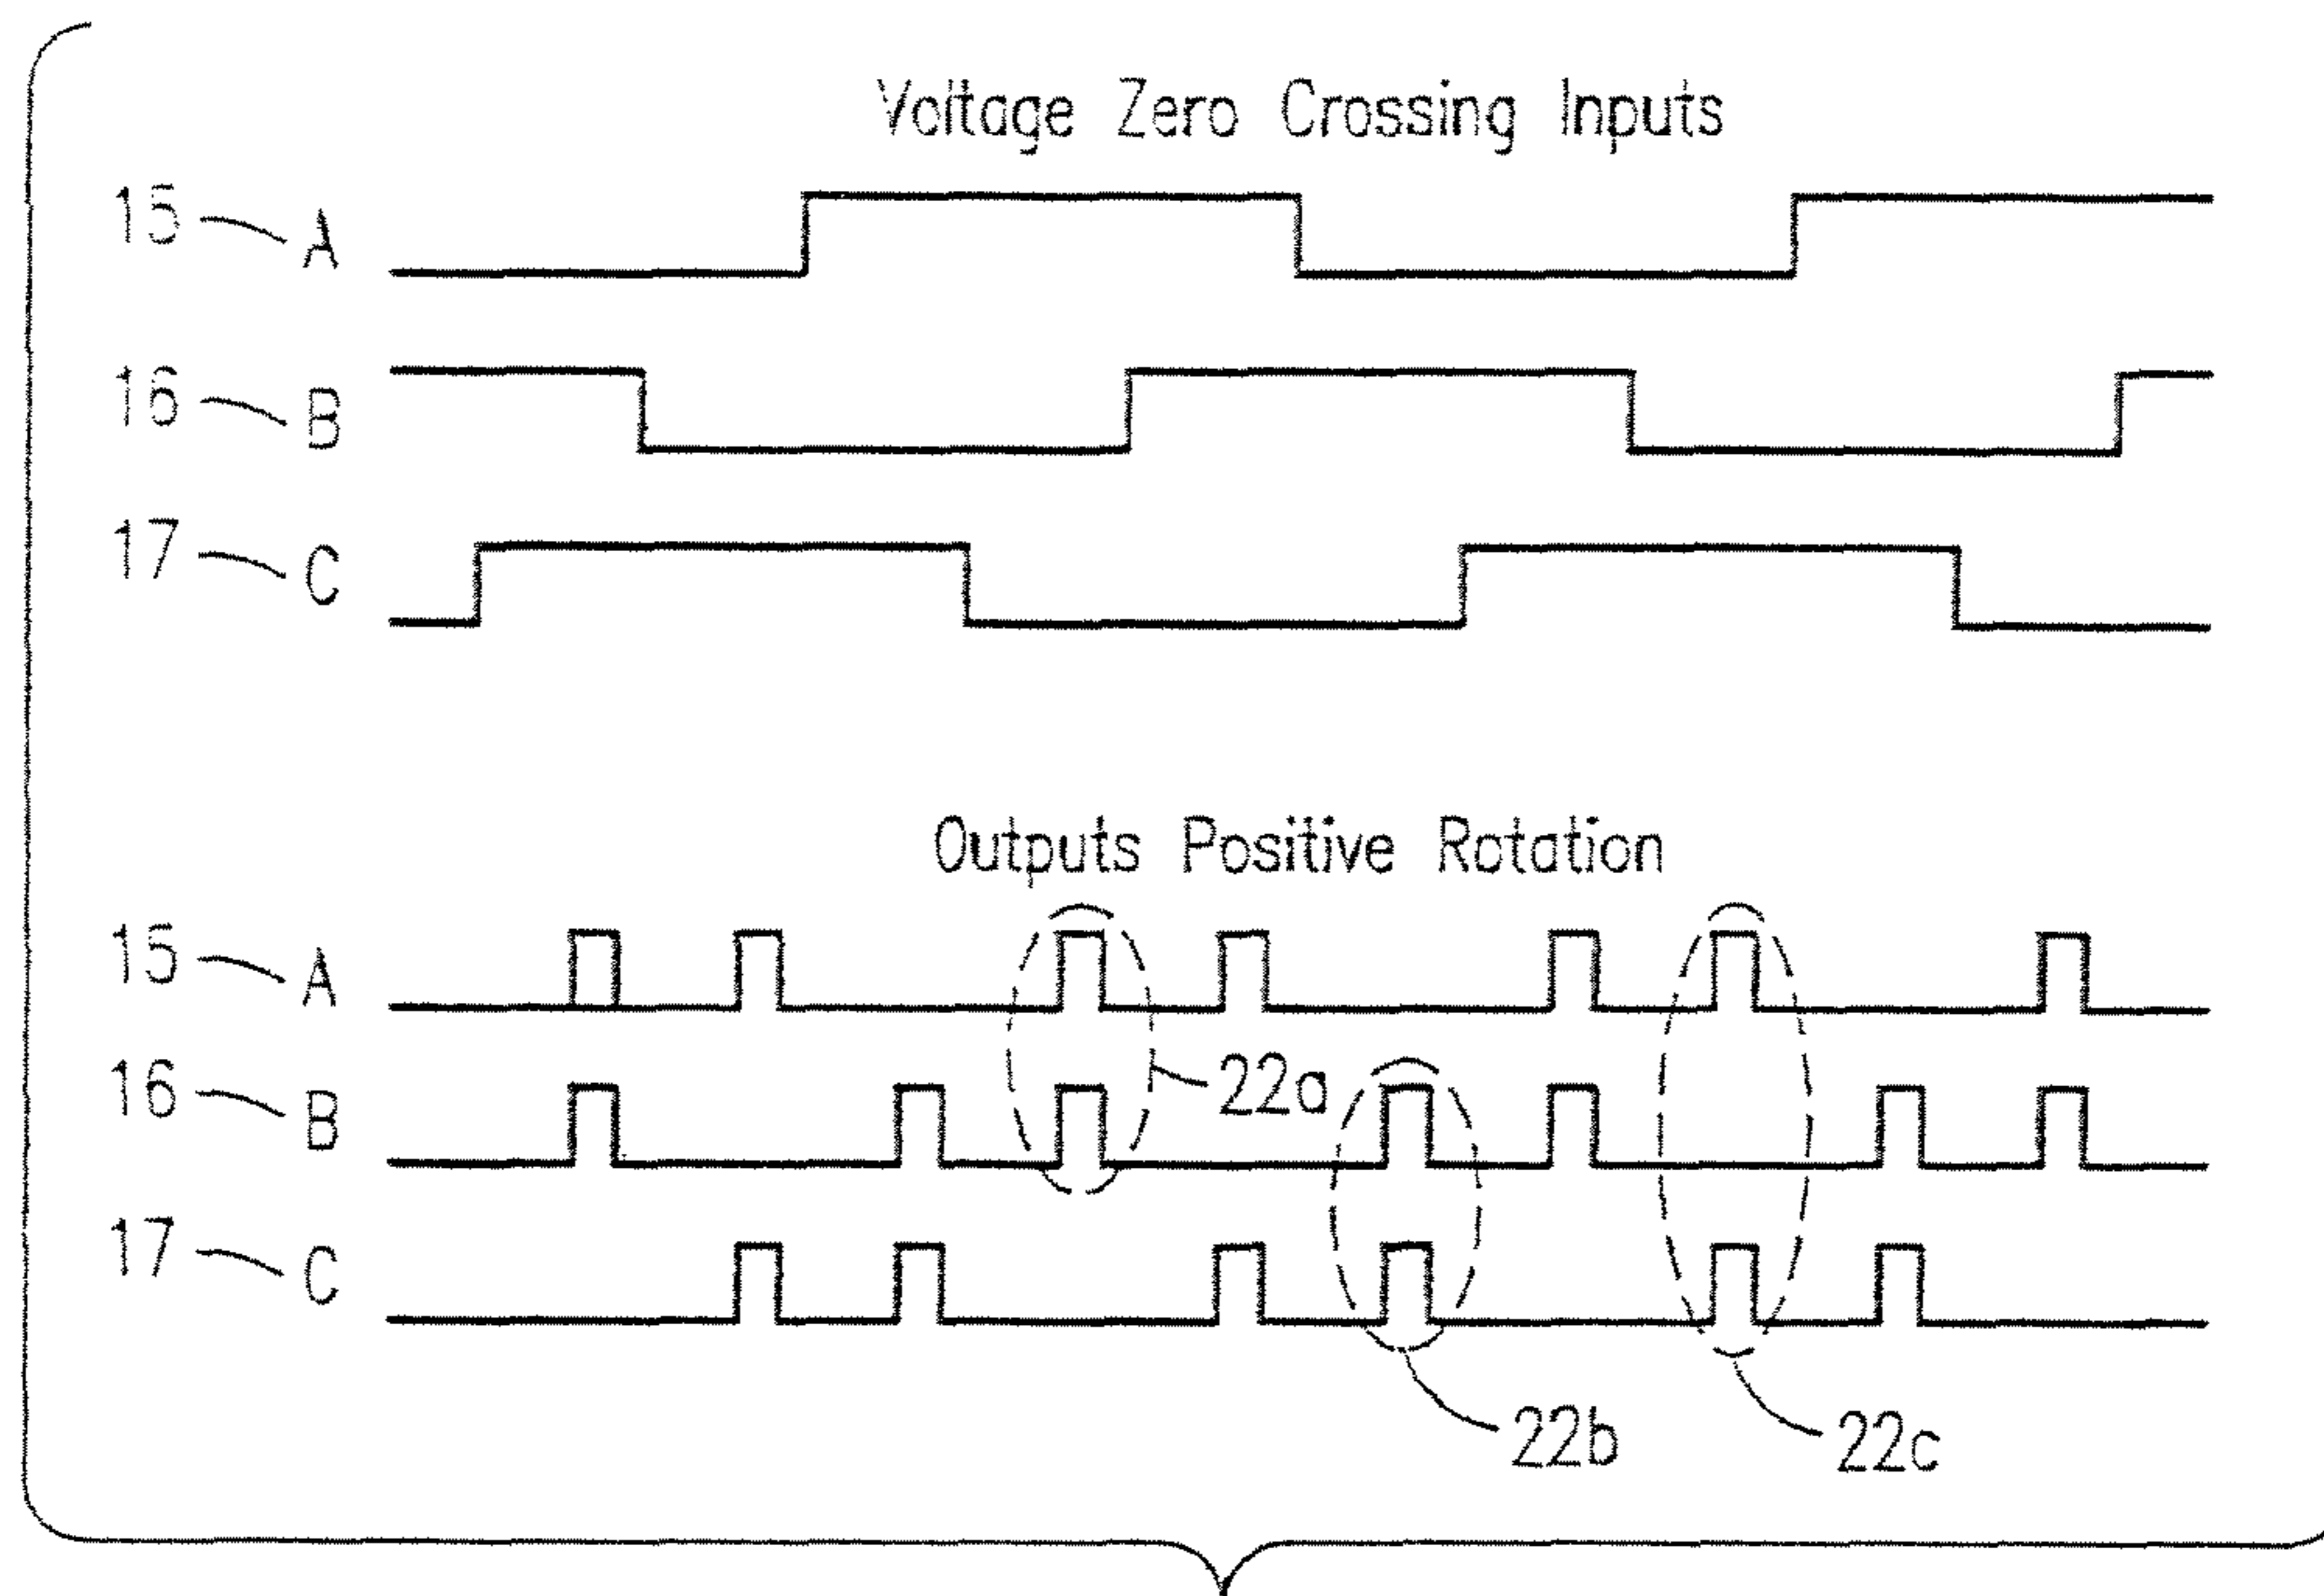 Voltage Zero Crossing Inputs
15 A
16 B
17 C
Outputs Positive Rotation
15 A
16 B
22a
17 C
22b
22c